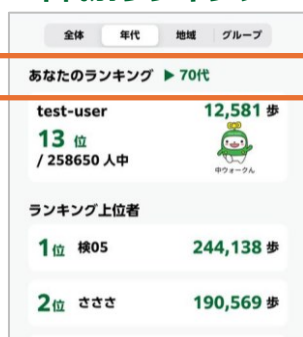 全体 年代 地域 グループ
あなたのランキング ▶ 70代
test-user 12,581 歩
13 位
/ 258650 人中
中ウォークん
ランキング上位者
1位 検05 244,138 歩
2位 さささ 190,569 歩